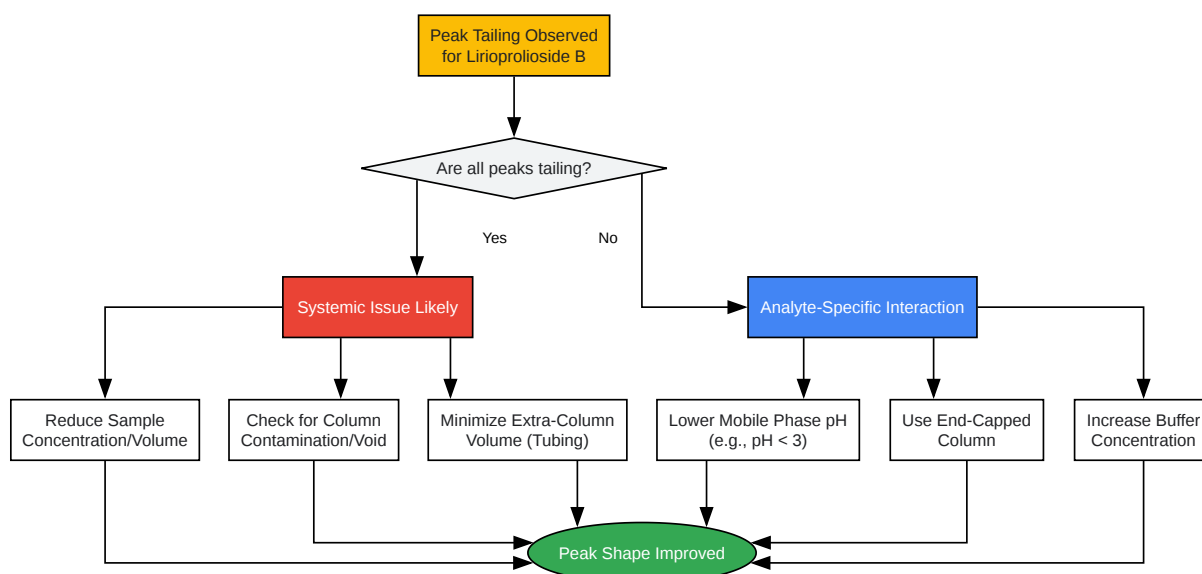 Peak Tailing Observed
for Lirioprolioside B
Are all peaks tailing?
Yes
No
Systemic Issue Likely
Analyte-Specific Interaction
Reduce Sample
Concentration/Volume
Check for Column
Contamination/Void
Minimize Extra-Column
Volume (Tubing)
Lower Mobile Phase pH
(e.g., pH < 3)
Use End-Capped
Column
Increase Buffer
Concentration
Peak Shape Improved